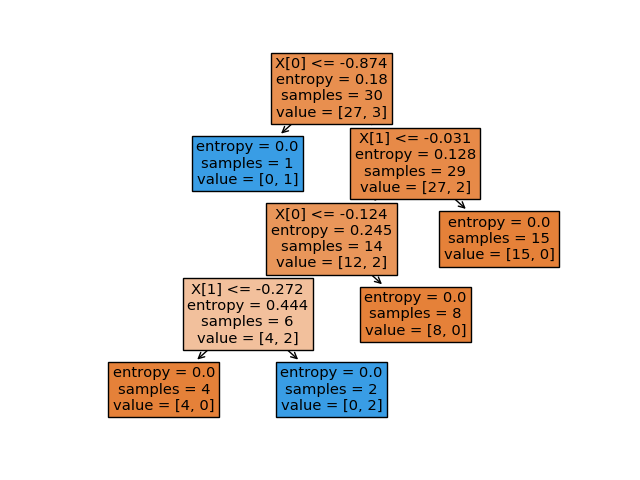 X[0] <= -0.874
entropy = 0.18
samples = 30
value = [27, 3]
entropy = 0.0
samples = 1
value = [0, 1]
X[1] <= -0.031
entropy = 0.128
samples = 29
value = [27, 2]
X[0] <= -0.124
entropy = 0.245
samples = 14
value = [12, 2]
entropy = 0.0
samples = 15
value = [15, 0]
X[1] <= -0.272
entropy = 0.444
samples = 6
value = [4, 2]
entropy = 0.0
samples = 8
value = [8, 0]
entropy = 0.0
samples = 4
value = [4, 0]
entropy = 0.0
samples = 2
value = [0, 2]